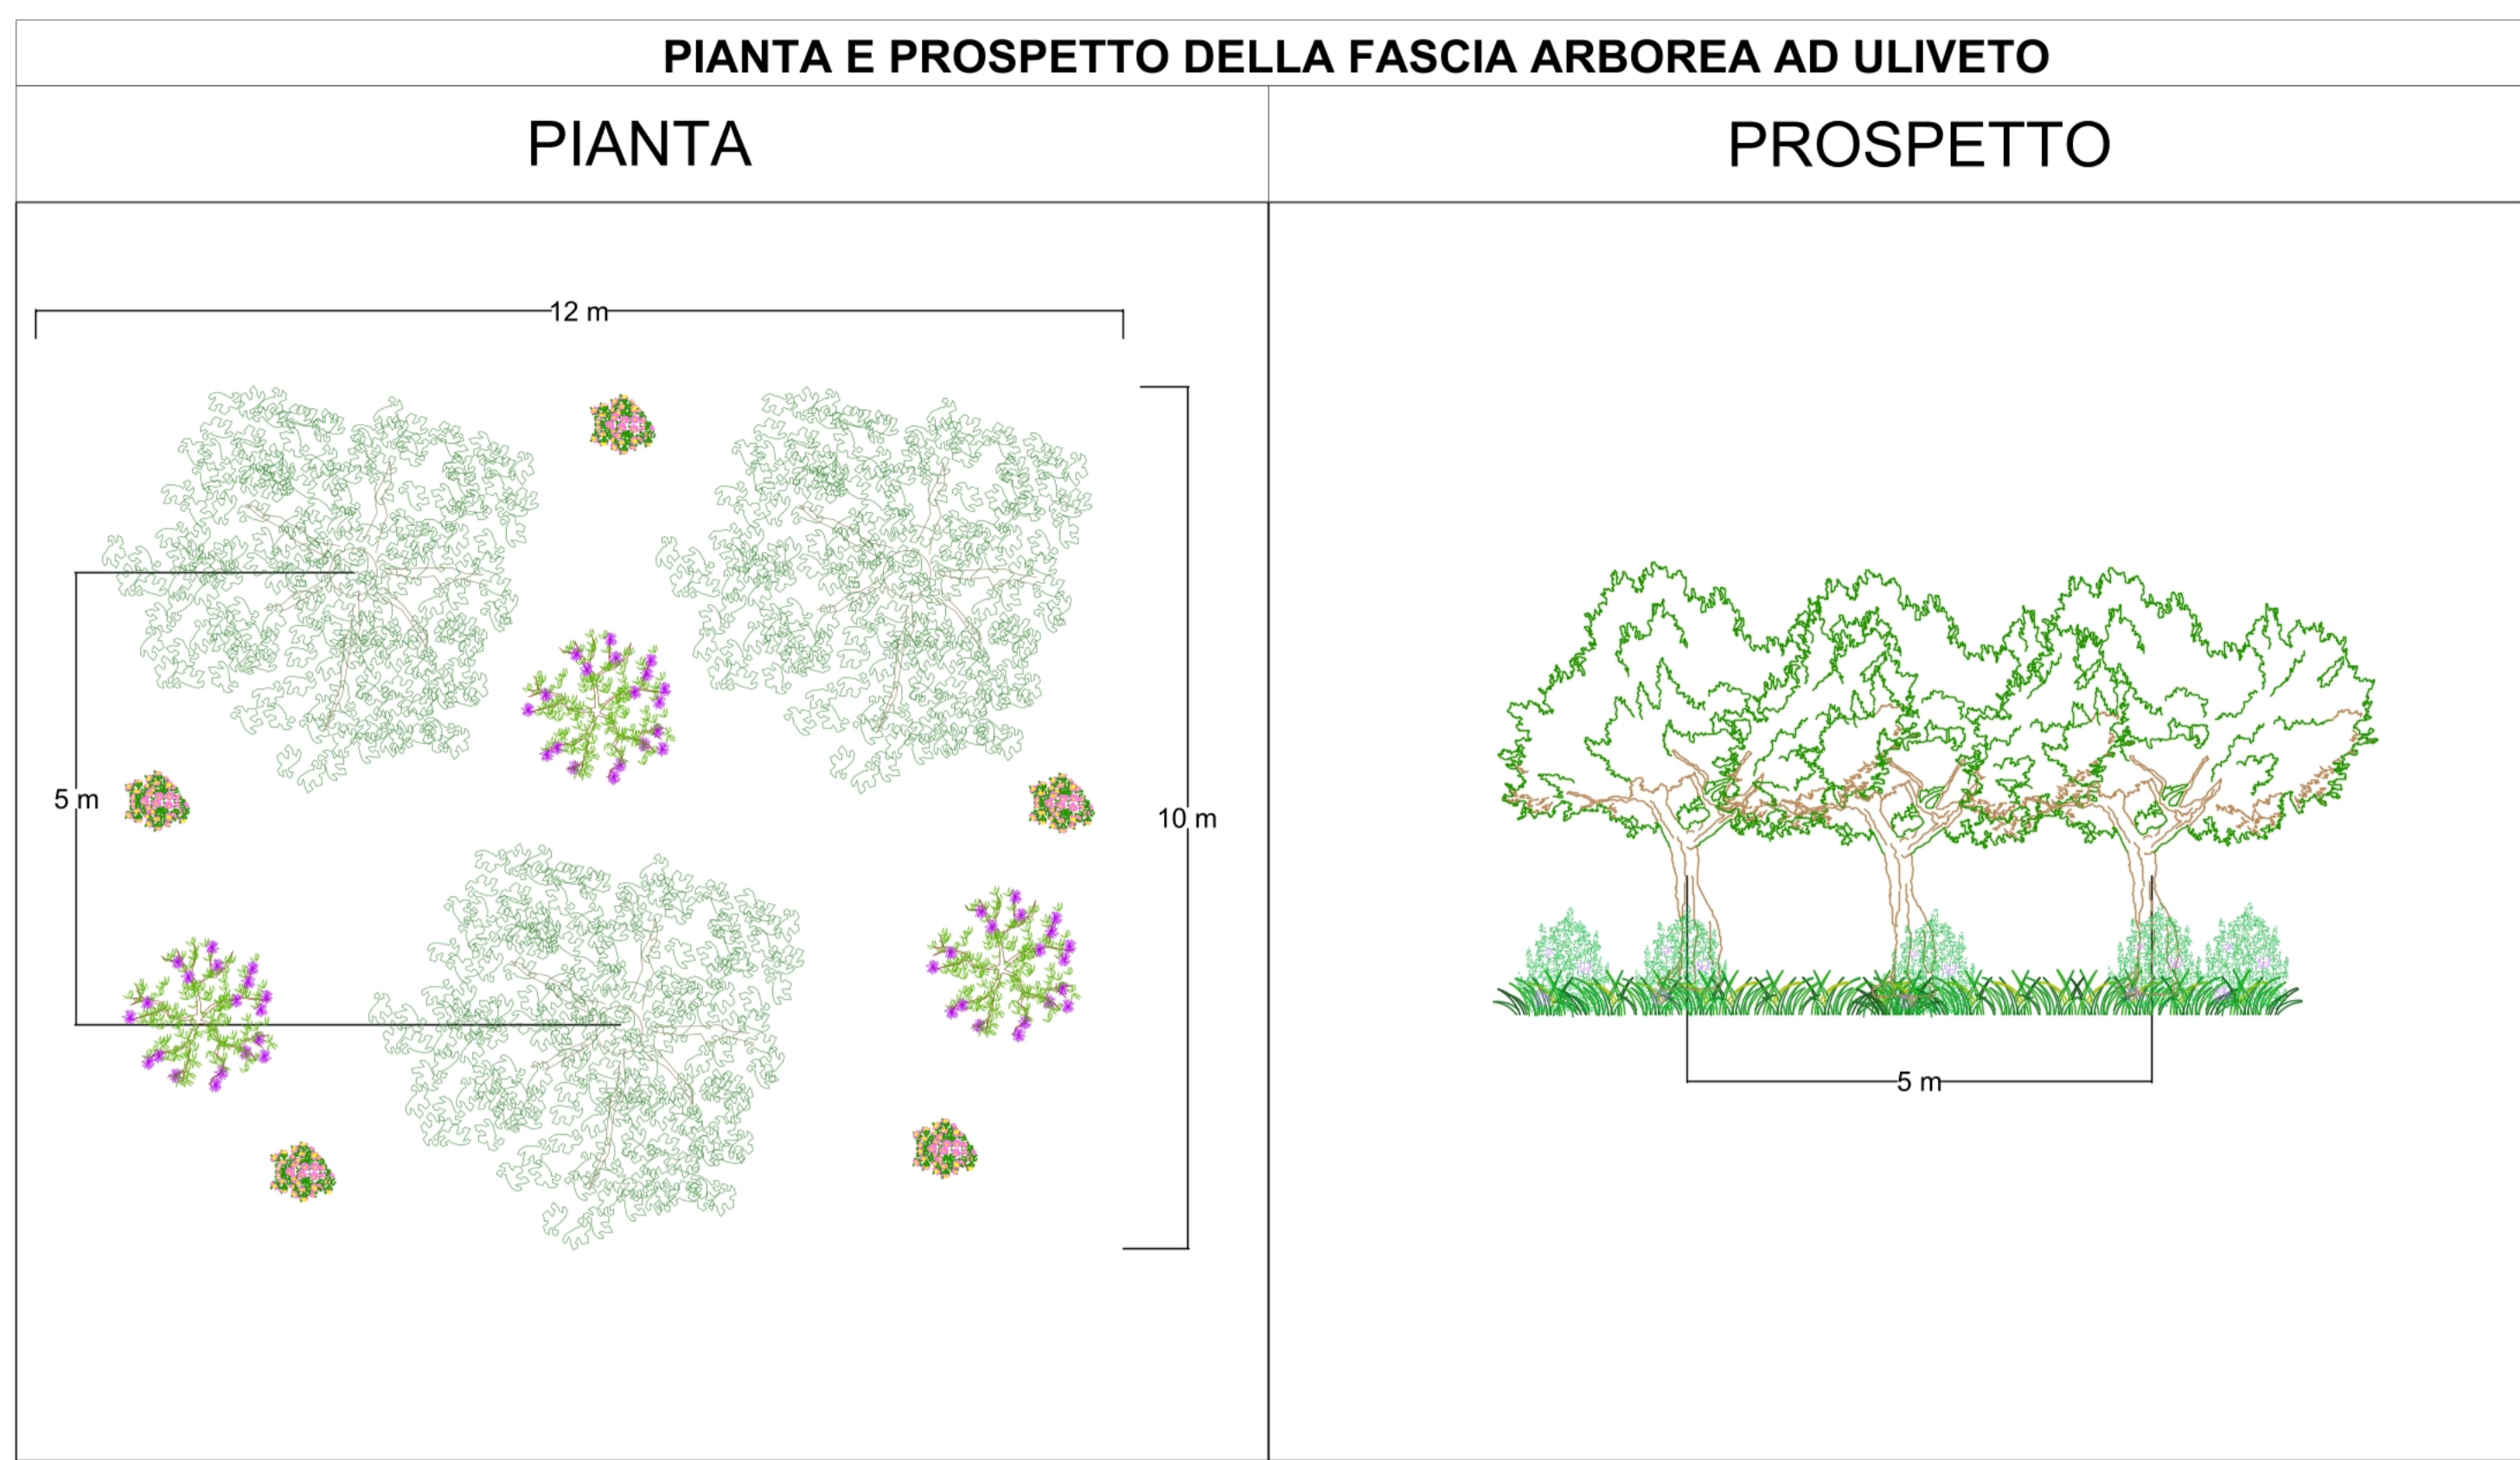 PIANTA E PROSPETTO DELLA FASCIA ARBOREA AD ULIVETO
PIANTA
PROSPETTO
12 m
5 m
10 m
5 m